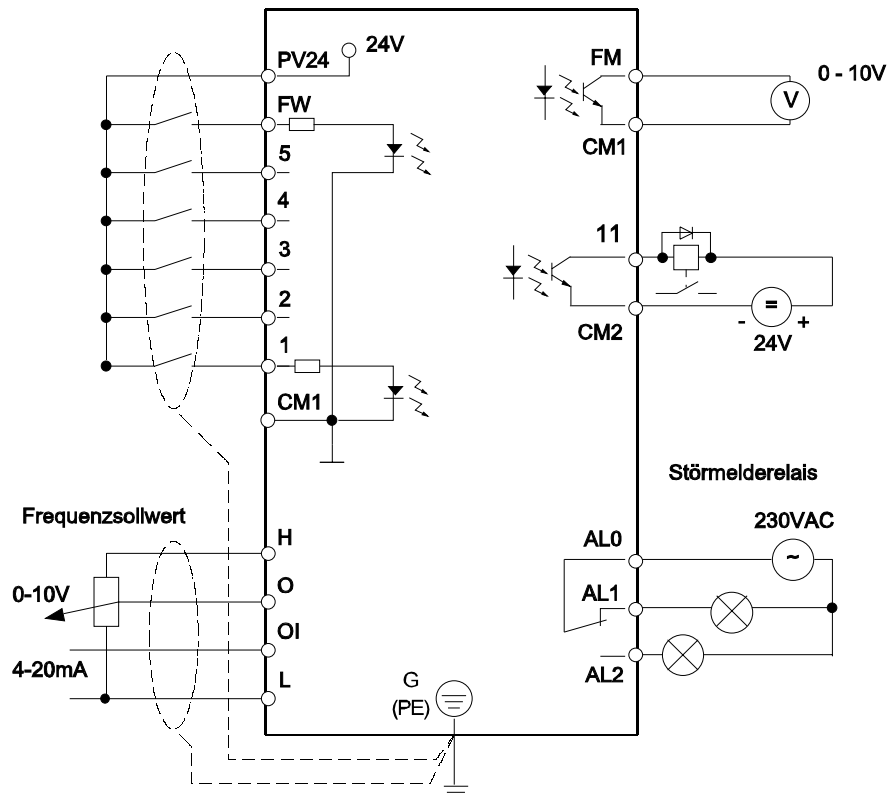 PV24
24V
FW
5
4
3
2
1
CM1
FM
0 - 10V
V
CM1
11
CM2
=
- +
24V
Störmelderelais
230VAC
AL0
~
AL1
AL2
Frequenzsollwert
H
0-10V
O
OI
4-20mA
L
G
(PE)